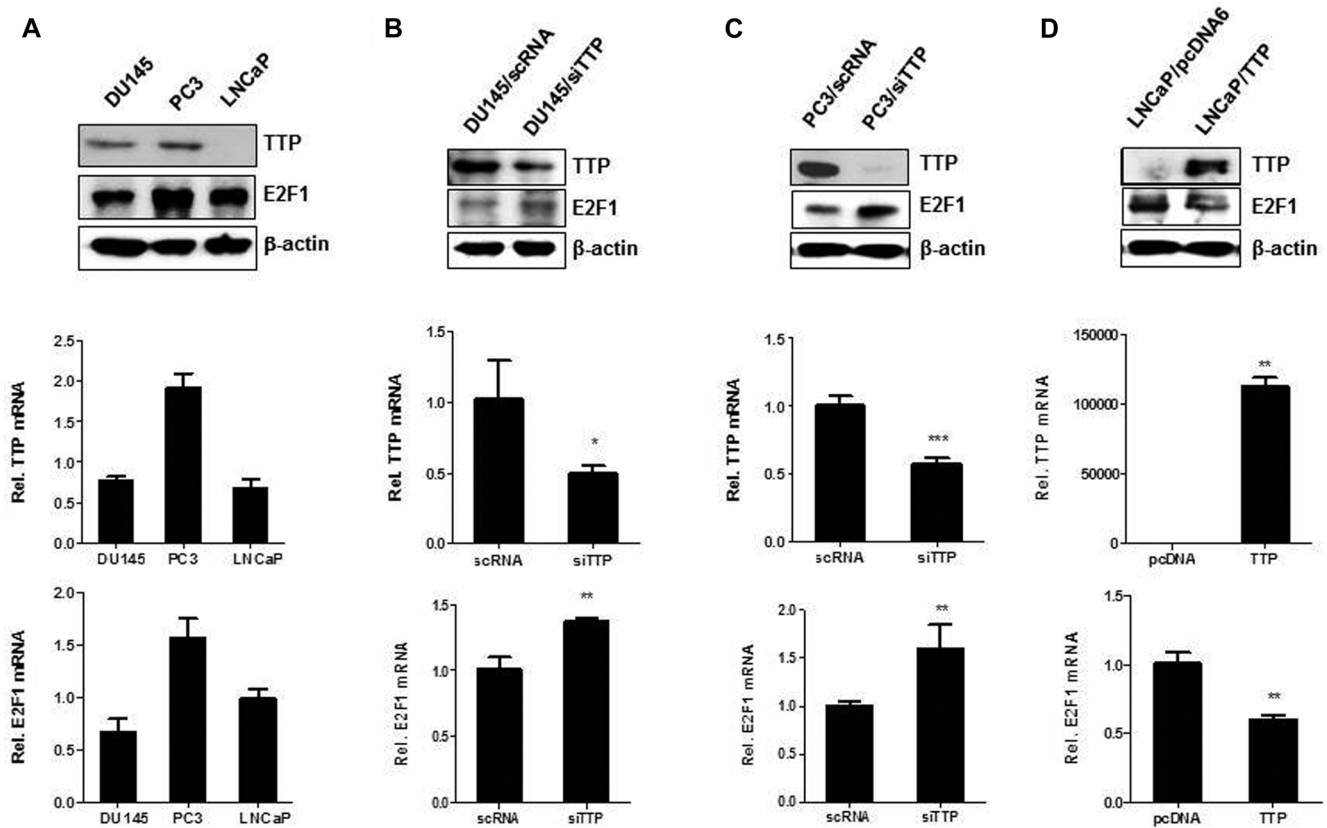 A
DU145
PC3
LNCaP
TTP
E2F1
β-actin
2.5
2.0
1.5
1.0
0.5
0.0
Rel. TTP mRNA
DU145 PC3 LNCaP
2.0
1.5
1.0
0.5
0.0
Rel. E2F1 mRNA
DU145 PC3 LNCaP
B
DU145/scRNA
DU145/siTTP
TTP
E2F1
β-actin
1.5
1.0
0.5
0.0
Rel. TTP mRNA
*
scRNA siTTP
1.5
1.0
0.5
0.0
Rel. E2F1 mRNA
**
scRNA siTTP
C
PC3/scRNA
PC3/siTTP
TTP
E2F1
β-actin
1.5
1.0
0.5
0.0
Rel. TTP mRNA
***
scRNA siTTP
2.0
1.5
1.0
0.5
0.0
Rel. E2F1 mRNA
**
scRNA siTTP
D
LNCaP/pcDNA6
LNCaP/TTP
TTP
E2F1
β-actin
150000
100000
50000
0
Rel. TTP mRNA
**
pcDNA TTP
1.5
1.0
0.5
0.0
Rel. E2F1 mRNA
**
pcDNA TTP